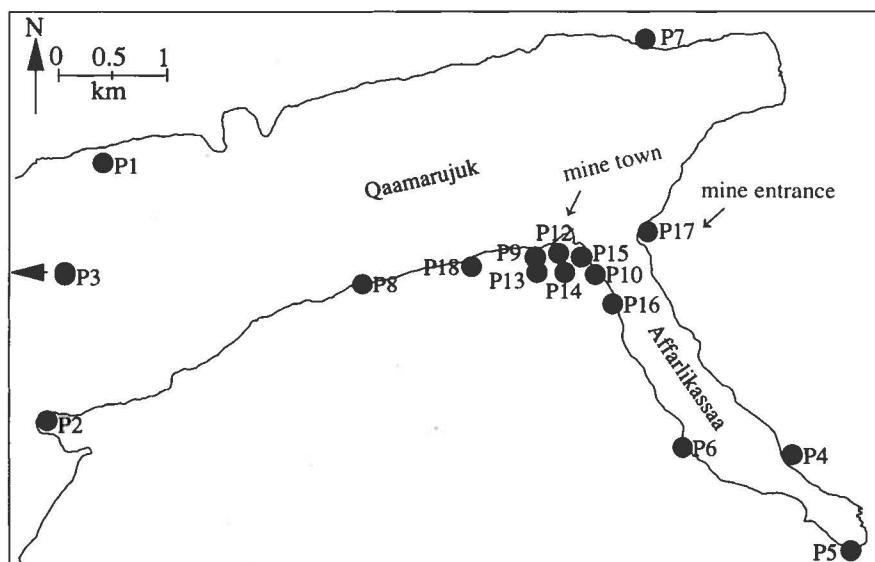 N
0 0.5 1
km
P7
P1
Qaamarujuk
mine town
mine entrance
P17
P12
P9
P15
P18
P3
P13
P14
P10
P8
P16
Affarlikassaa
P2
P6
P4
P5